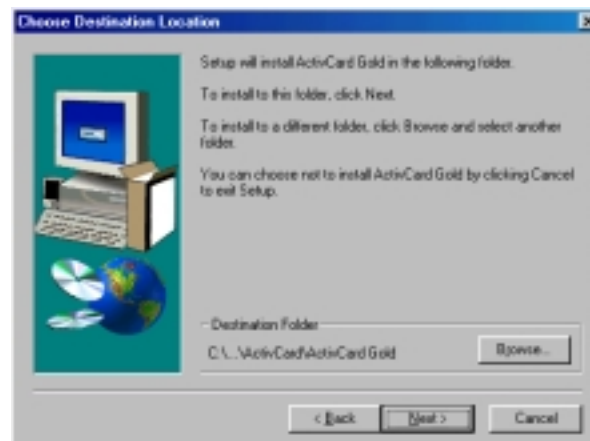 Choose Destination Location
Setup will install ActivCard Gold in the following folder.
To install to this folder, click Next.
To install to a different folder, click Browse and select another
folder.
You can choose not to install ActivCard Gold by clicking Cancel
to exit Setup.
Destination Folder
C:\...\ActivCard\ActivCard Gold
Browse...
< Back
Next >
Cancel